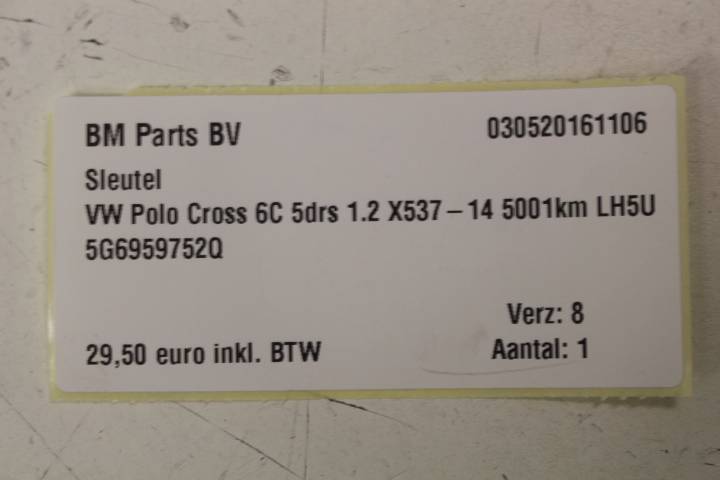 BM Parts BV 030520161106
Sleutel
VW Polo Cross 6C 5drs 1.2 X537-14 5001km LH5U
5G6959752Q
Verz: 8
29,50 euro inkl. BTW Aantal: 1